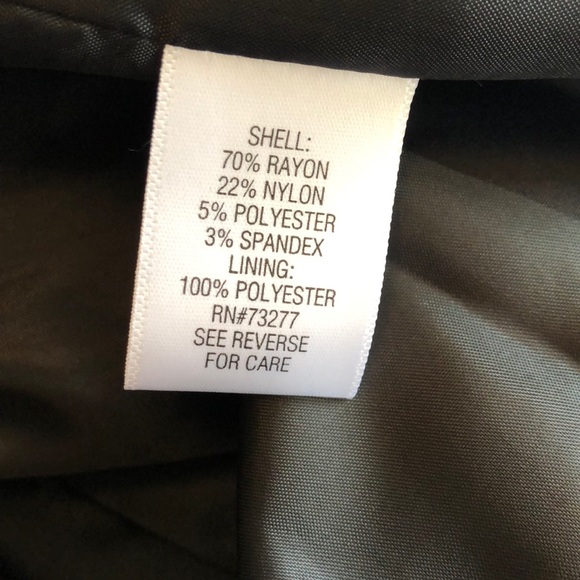 SHELL:
70% RAYON
22% NYLON
5% POLYESTER
3% SPANDEX
LINING:
100% POLYESTER
RN#73277
SEE REVERSE
FOR CARE